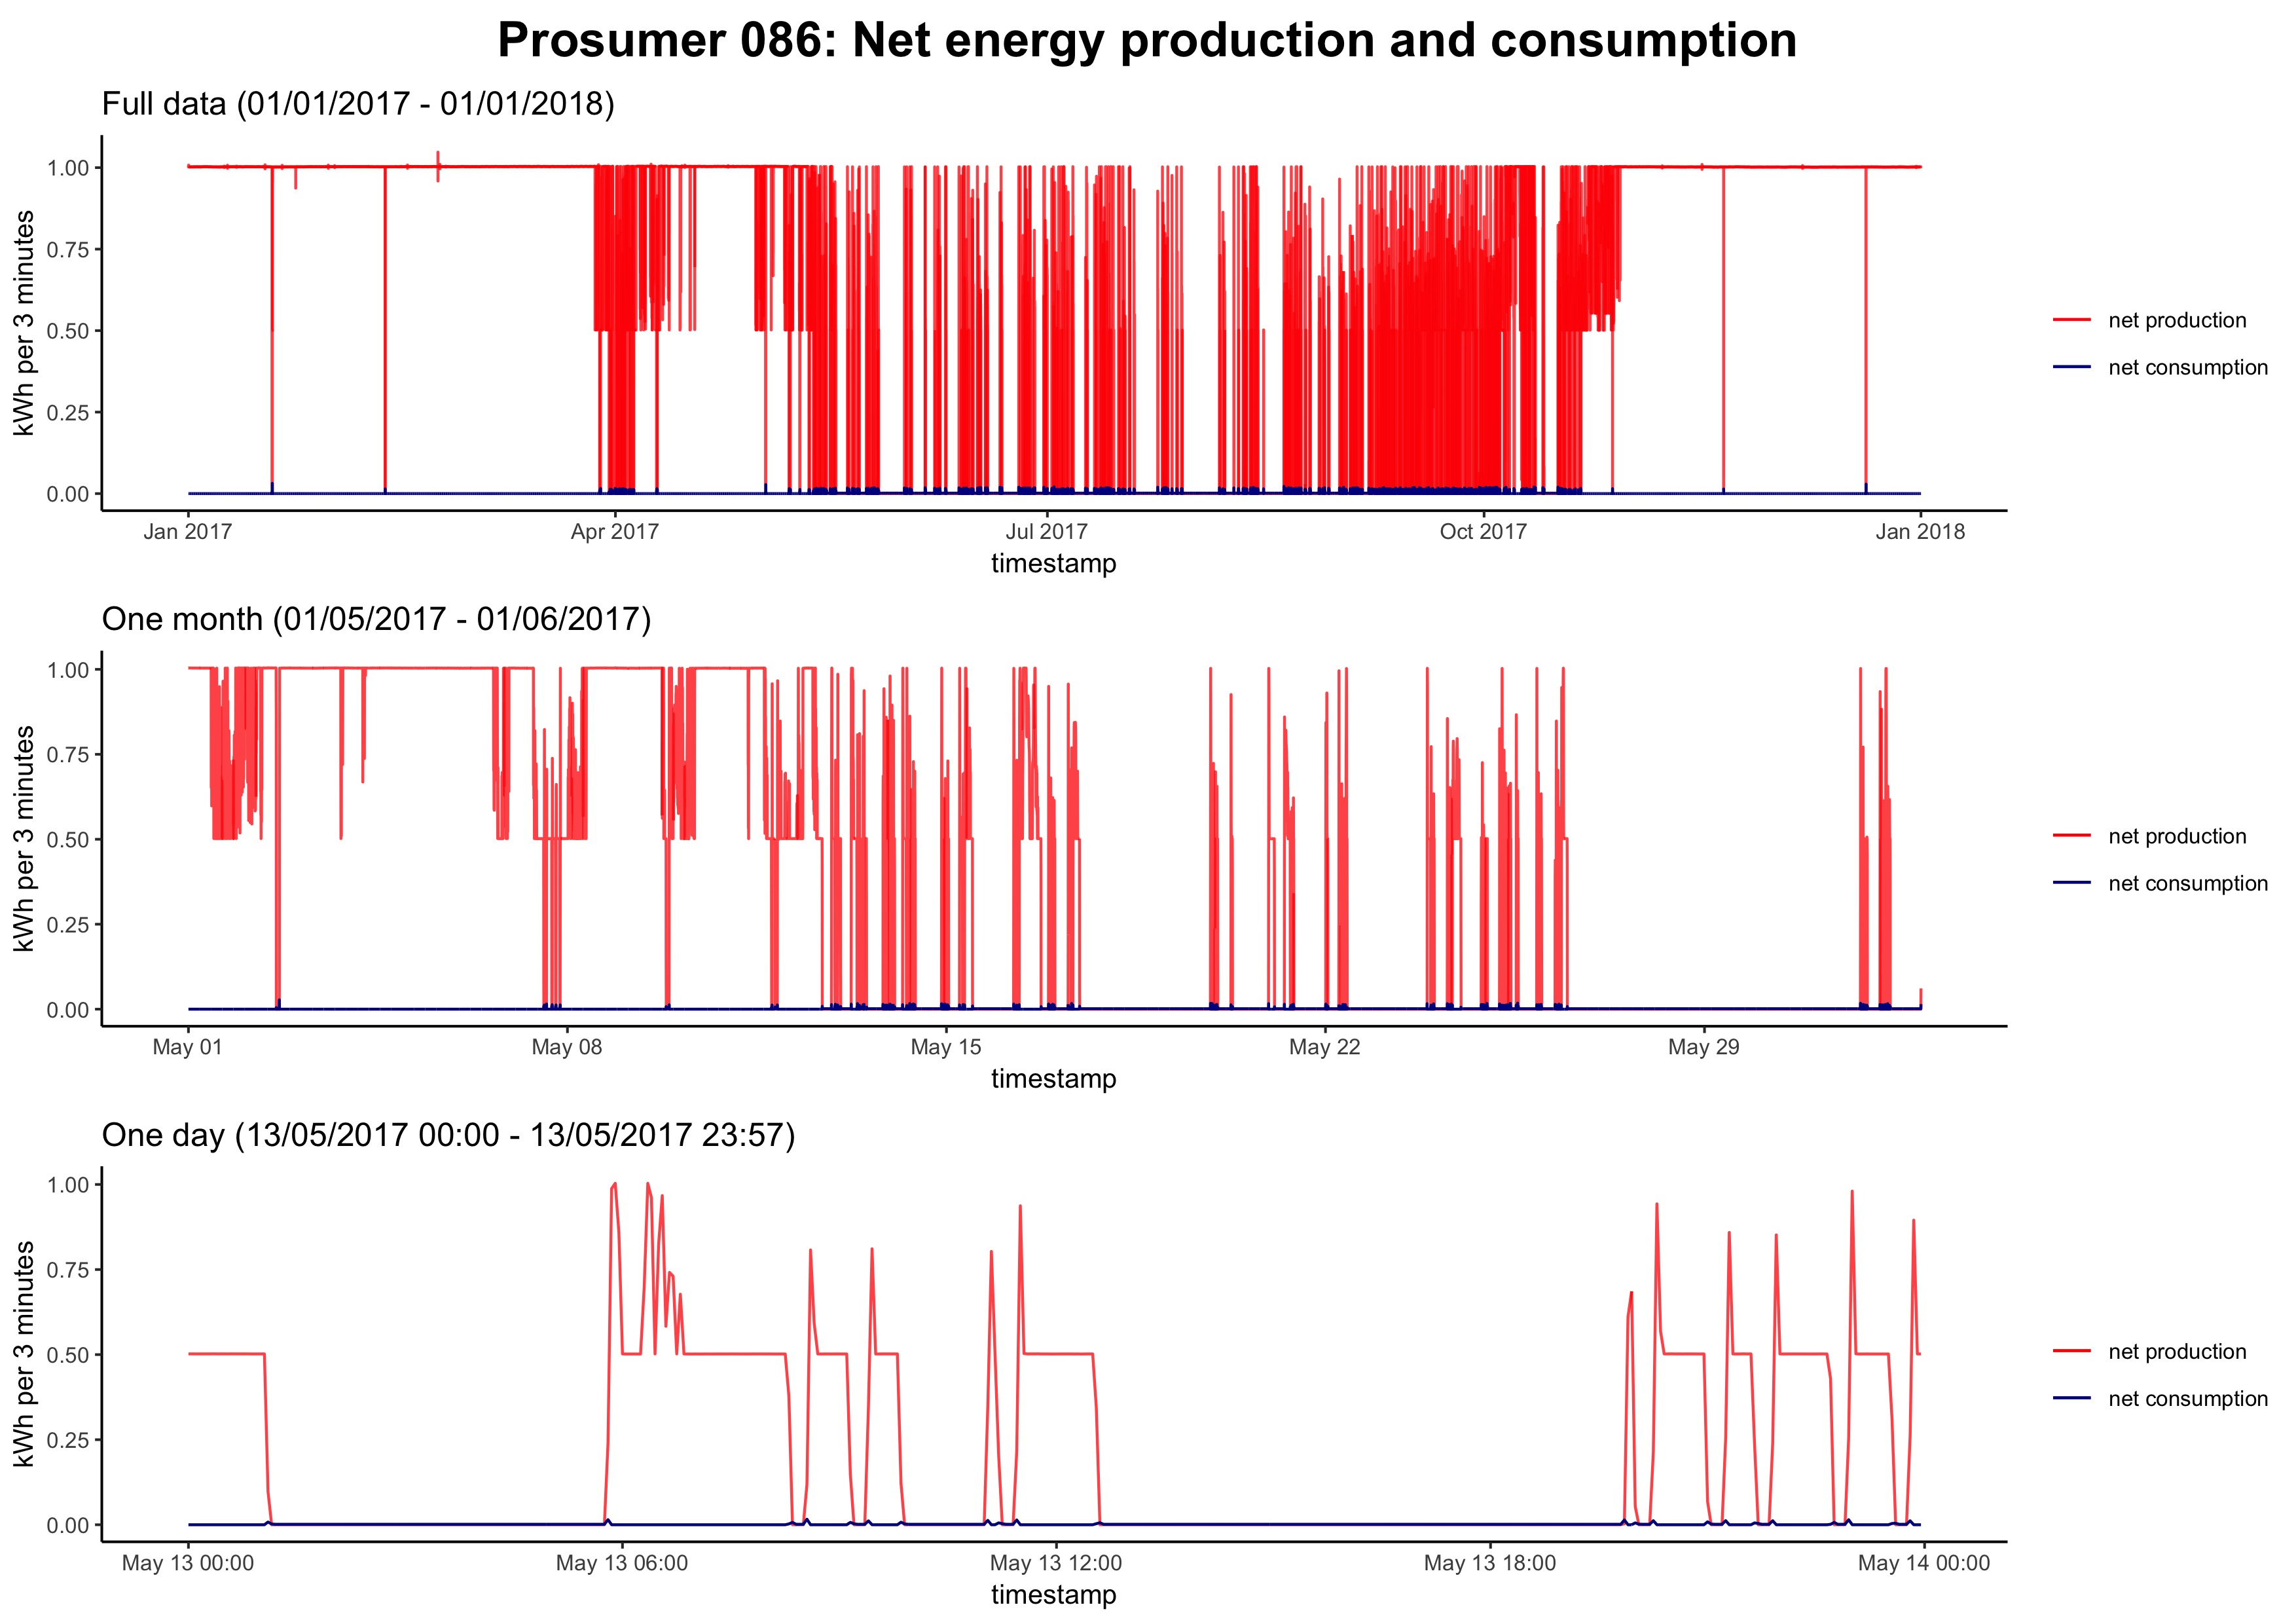 Prosumer 086: Net energy production and consumption
Full data (01/01/2017 - 01/01/2018)
kWh per 3 minutes
1.00
0.75
0.50
0.25
0.00
Jan 2017 Apr 2017 Jul 2017 Oct 2017 Jan 2018
timestamp
net production
net consumption
One month (01/05/2017 - 01/06/2017)
kWh per 3 minutes
1.00
0.75
0.50
0.25
0.00
May 01 May 08 May 15 May 22 May 29
timestamp
net production
net consumption
One day (13/05/2017 00:00 - 13/05/2017 23:57)
kWh per 3 minutes
1.00
0.75
0.50
0.25
0.00
May 13 00:00 May 13 06:00 May 13 12:00 May 13 18:00 May 14 00:00
timestamp
net production
net consumption